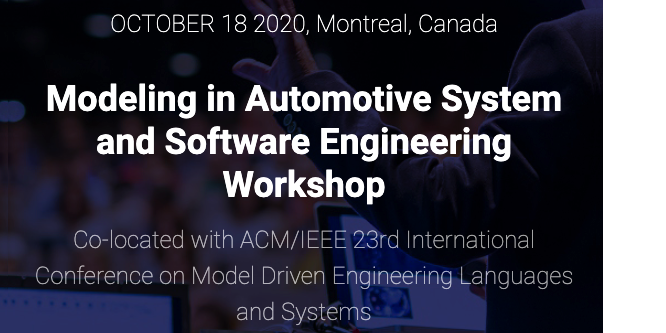 OCTOBER 18 2020, Montreal, Canada
Modeling in Automotive System
and Software Engineering
Workshop
Co-located with ACM/IEEE 23rd International
Conference on Model Driven Engineering Languages
and Systems